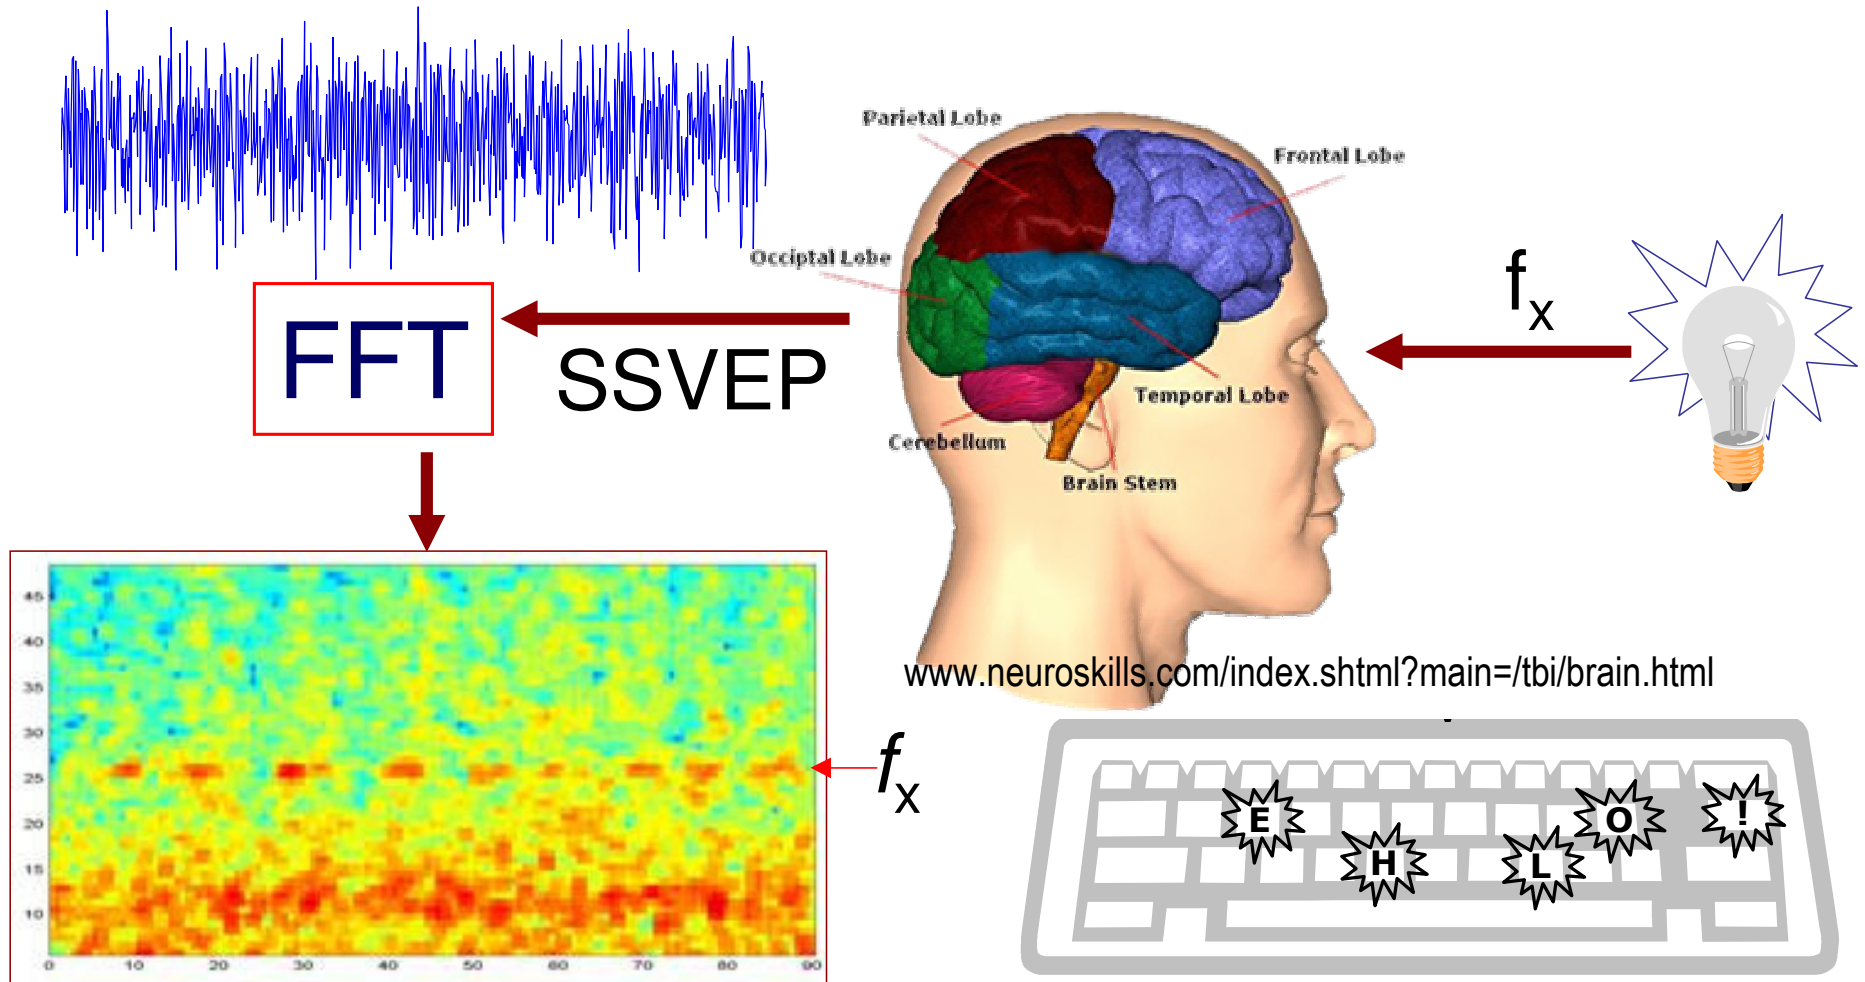 Parietal Lobe
Frontal Lobe
Occiptal Lobe
fx
FFT
SSVEP
Temporal Lobe
Cerebellum
Brain Stem
www.neuroskills.com/index.shtml?main=/tbi/brain.html
45
40
35
30
25
20
15
10
0 10 20 30 40 50 60 70 80 90
fx
E
O
!
H
L